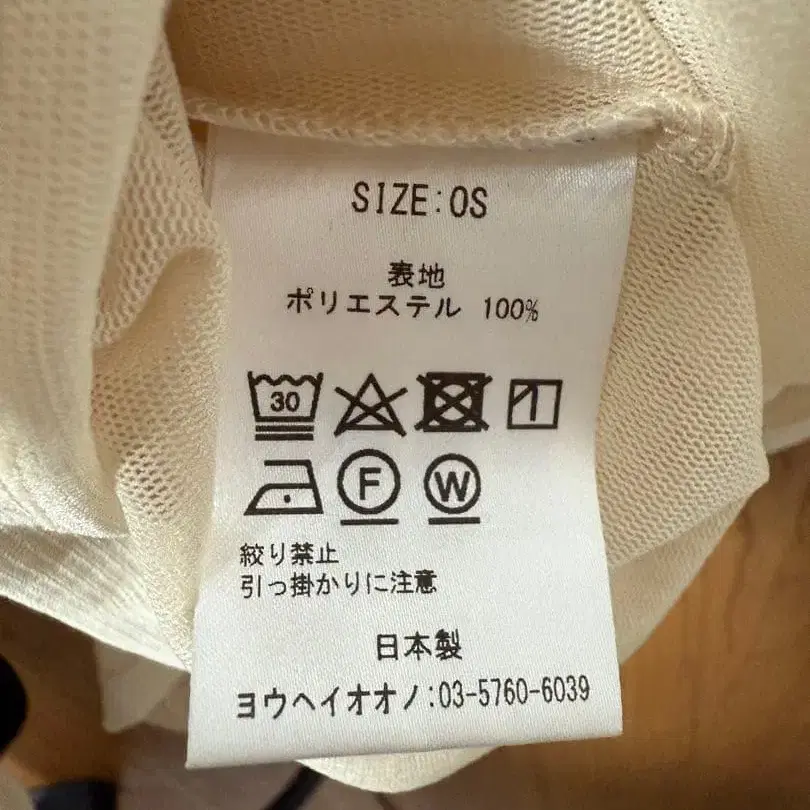 SIZE:OS
表地
ポリエステル 100%
30
F W
絞り禁止
引っ掛かりに注意
日本製
ヨウヘイオオノ:03-5760-6039